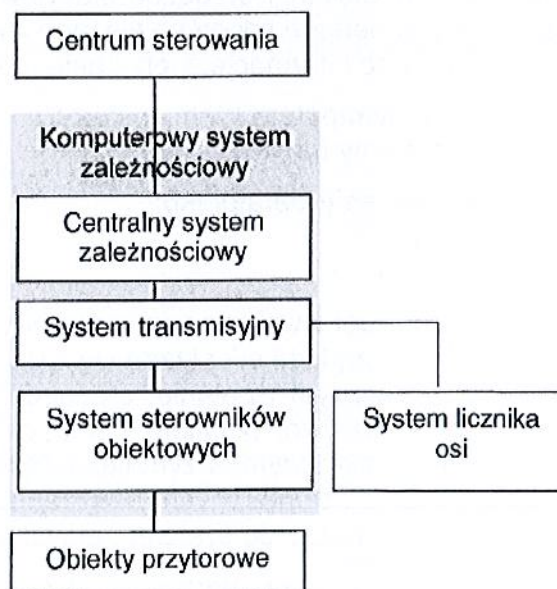 Centrum sterowania
Komputerowy system
zależnościowy
Centralny system
zależnościowy
System transmisyjny
System sterowników
obiektowych
System licznika
osi
Obiekty przytorowe